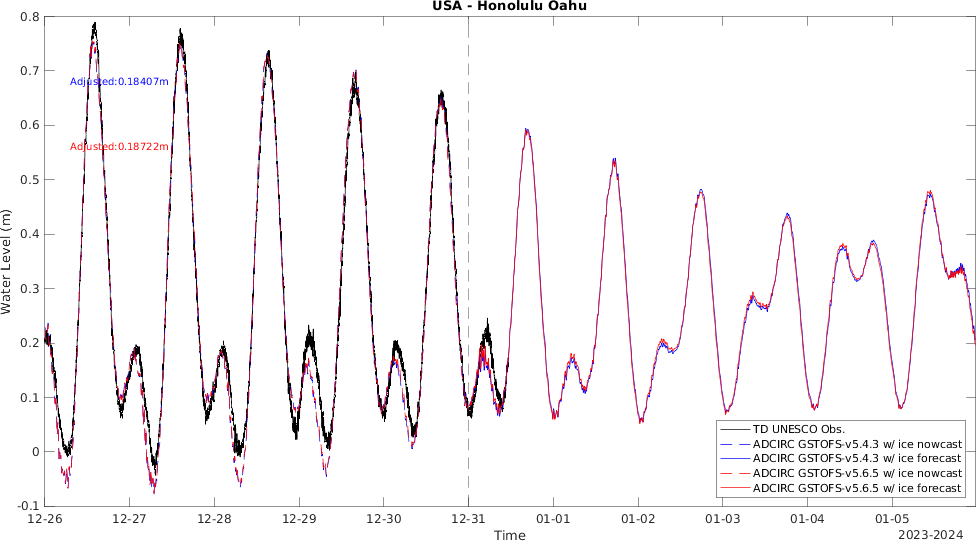 USA - Honolulu Oahu
0.8
0.7
0.6
0.5
0.4
0.3
0.2
0.1
0
-0.1
Water Level (m)
Adjusted:0.18407m
Adjusted:0.18722m
TD UNESCO Obs.
ADCIRC GSTOFS-v5.4.3 w/ ice nowcast
ADCIRC GSTOFS-v5.4.3 w/ ice forecast
ADCIRC GSTOFS-v5.6.5 w/ ice nowcast
ADCIRC GSTOFS-v5.6.5 w/ ice forecast
12-26 12-27 12-28 12-29 12-30 12-31 01-01 01-02 01-03 01-04 01-05
Time
2023-2024